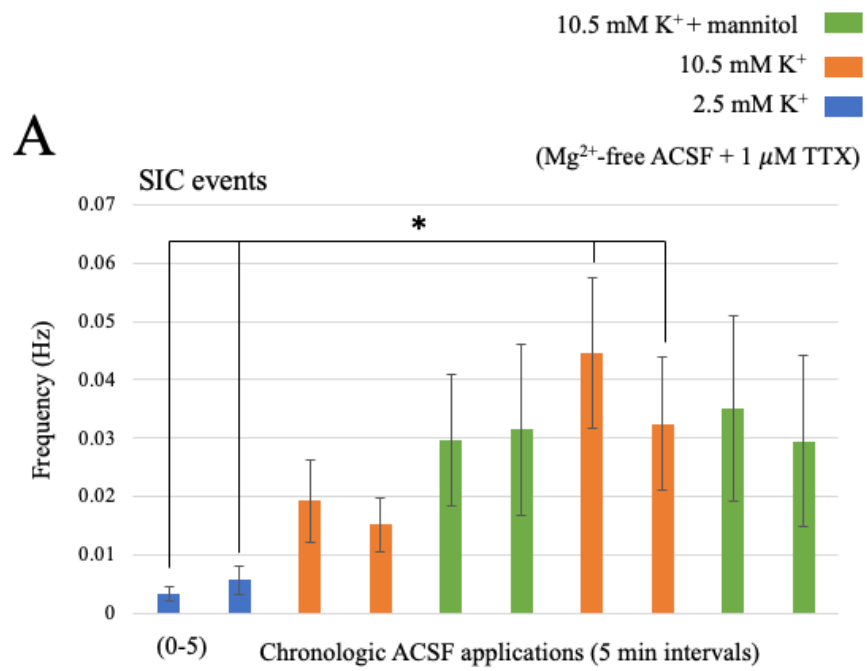 10.5 mM K⁺ + mannitol
10.5 mM K⁺
2.5 mM K⁺
(Mg²⁺-free ACSF + 1 µM TTX)
A
SIC events
*
0.07
0.06
0.05
0.04
0.03
0.02
0.01
0
Frequency (Hz)
(0-5)
Chronologic ACSF applications (5 min intervals)